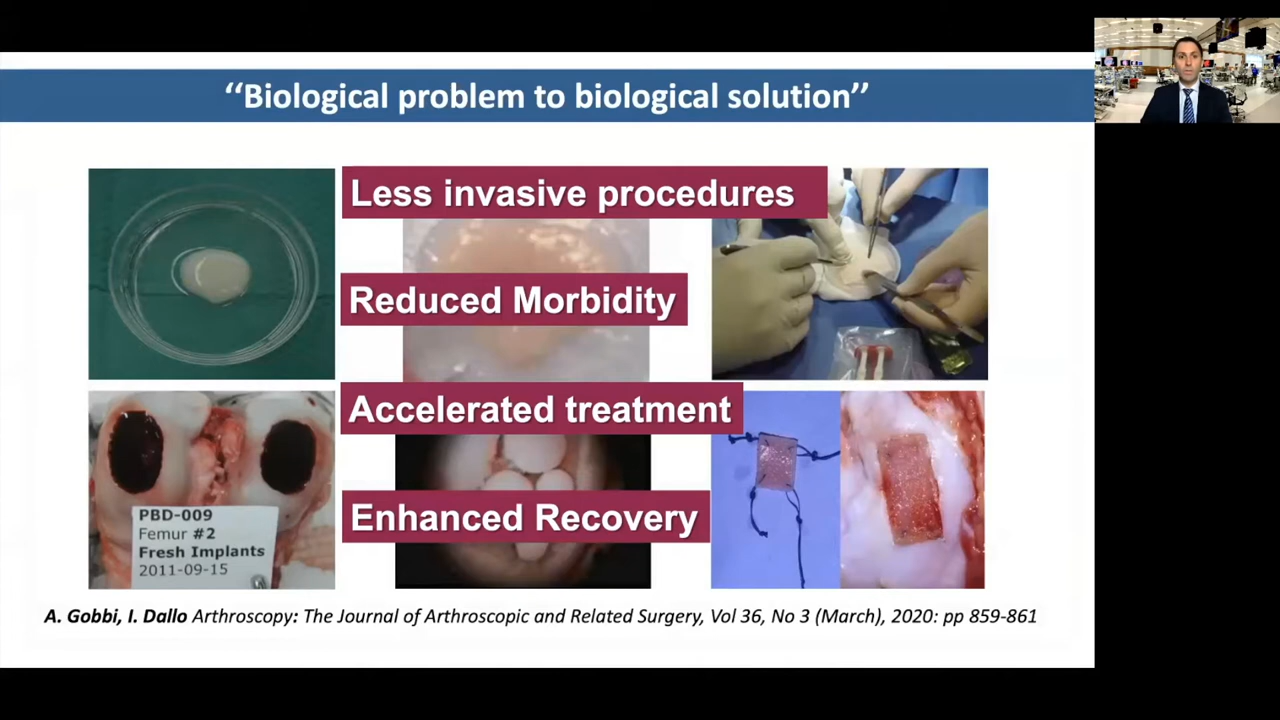 ‘‘Biological problem to biological solution’’
Less invasive procedures
Reduced Morbidity
Accelerated treatment
Enhanced Recovery
PBD-009
Femur #2
Fresh Implants
2011-09-15
A. Gobbi, I. Dallo Arthroscopy: The Journal of Arthroscopic and Related Surgery, Vol 36, No 3 (March), 2020: pp 859-861